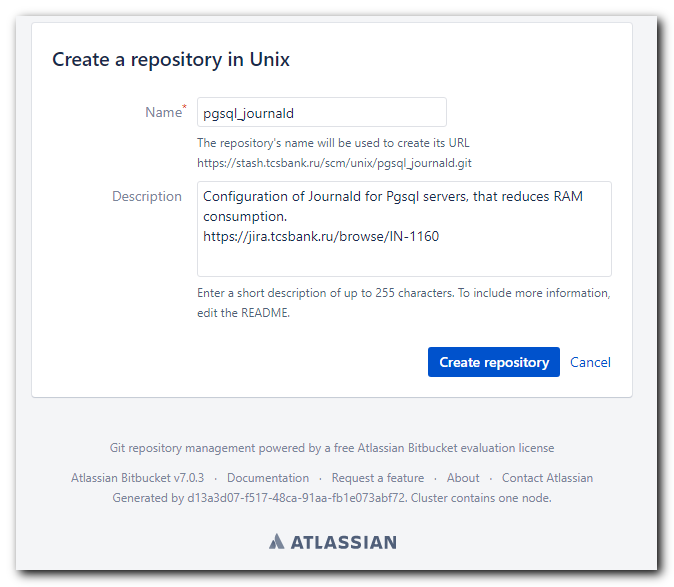 Create a repository in Unix
Name*
pgsql_journald
The repository's name will be used to create its URL
https://stash.tcsbank.ru/scm/unix/pgsql_journald.git
Description
Configuration of Journald for Pgsql servers, that reduces RAM
consumption.
https://jira.tcsbank.ru/browse/IN-1160
Enter a short description of up to 255 characters. To include more information,
edit the README.
Create repository Cancel
Git repository management powered by a free Atlassian Bitbucket evaluation license
Atlassian Bitbucket v7.0.3 · Documentation · Request a feature · About · Contact Atlassian
Generated by d13a3d07-f517-48ca-91aa-fb1e073abf72. Cluster contains one node.
ATLASSIAN